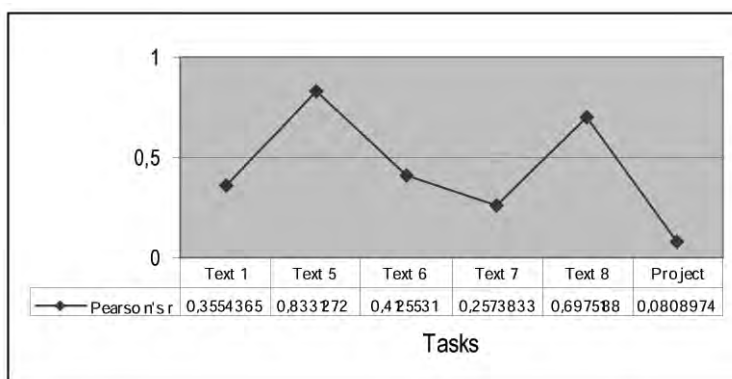 1
0,5
0
Text 1 Text 5 Text 6 Text 7 Text 8 Project
Pearson's r 0,3554365 0,8331272 0,4125531 0,2573833 0,6975188 0,0808974
Tasks